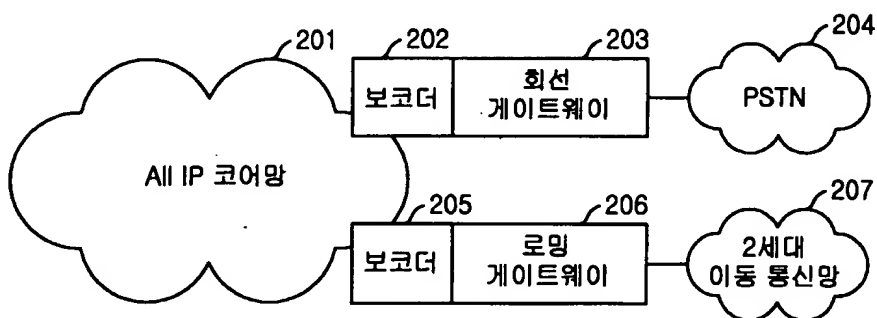 201
202
203
204
보코더
회선
게이트웨이
PSTN
All IP 코어망
205
206
207
보코더
로밍
게이트웨이
2세대
이동 통신망